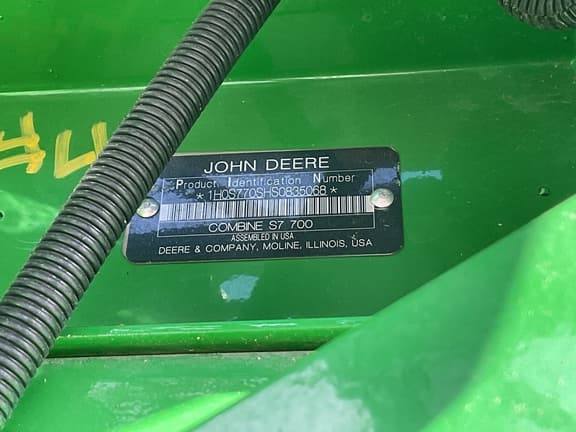 JOHN DEERE
Product Identification Number
*1H0S770SHS0835068*
COMBINE S7 700
ASSEMBLED IN USA
DEERE & COMPANY, MOLINE, ILLINOIS, USA